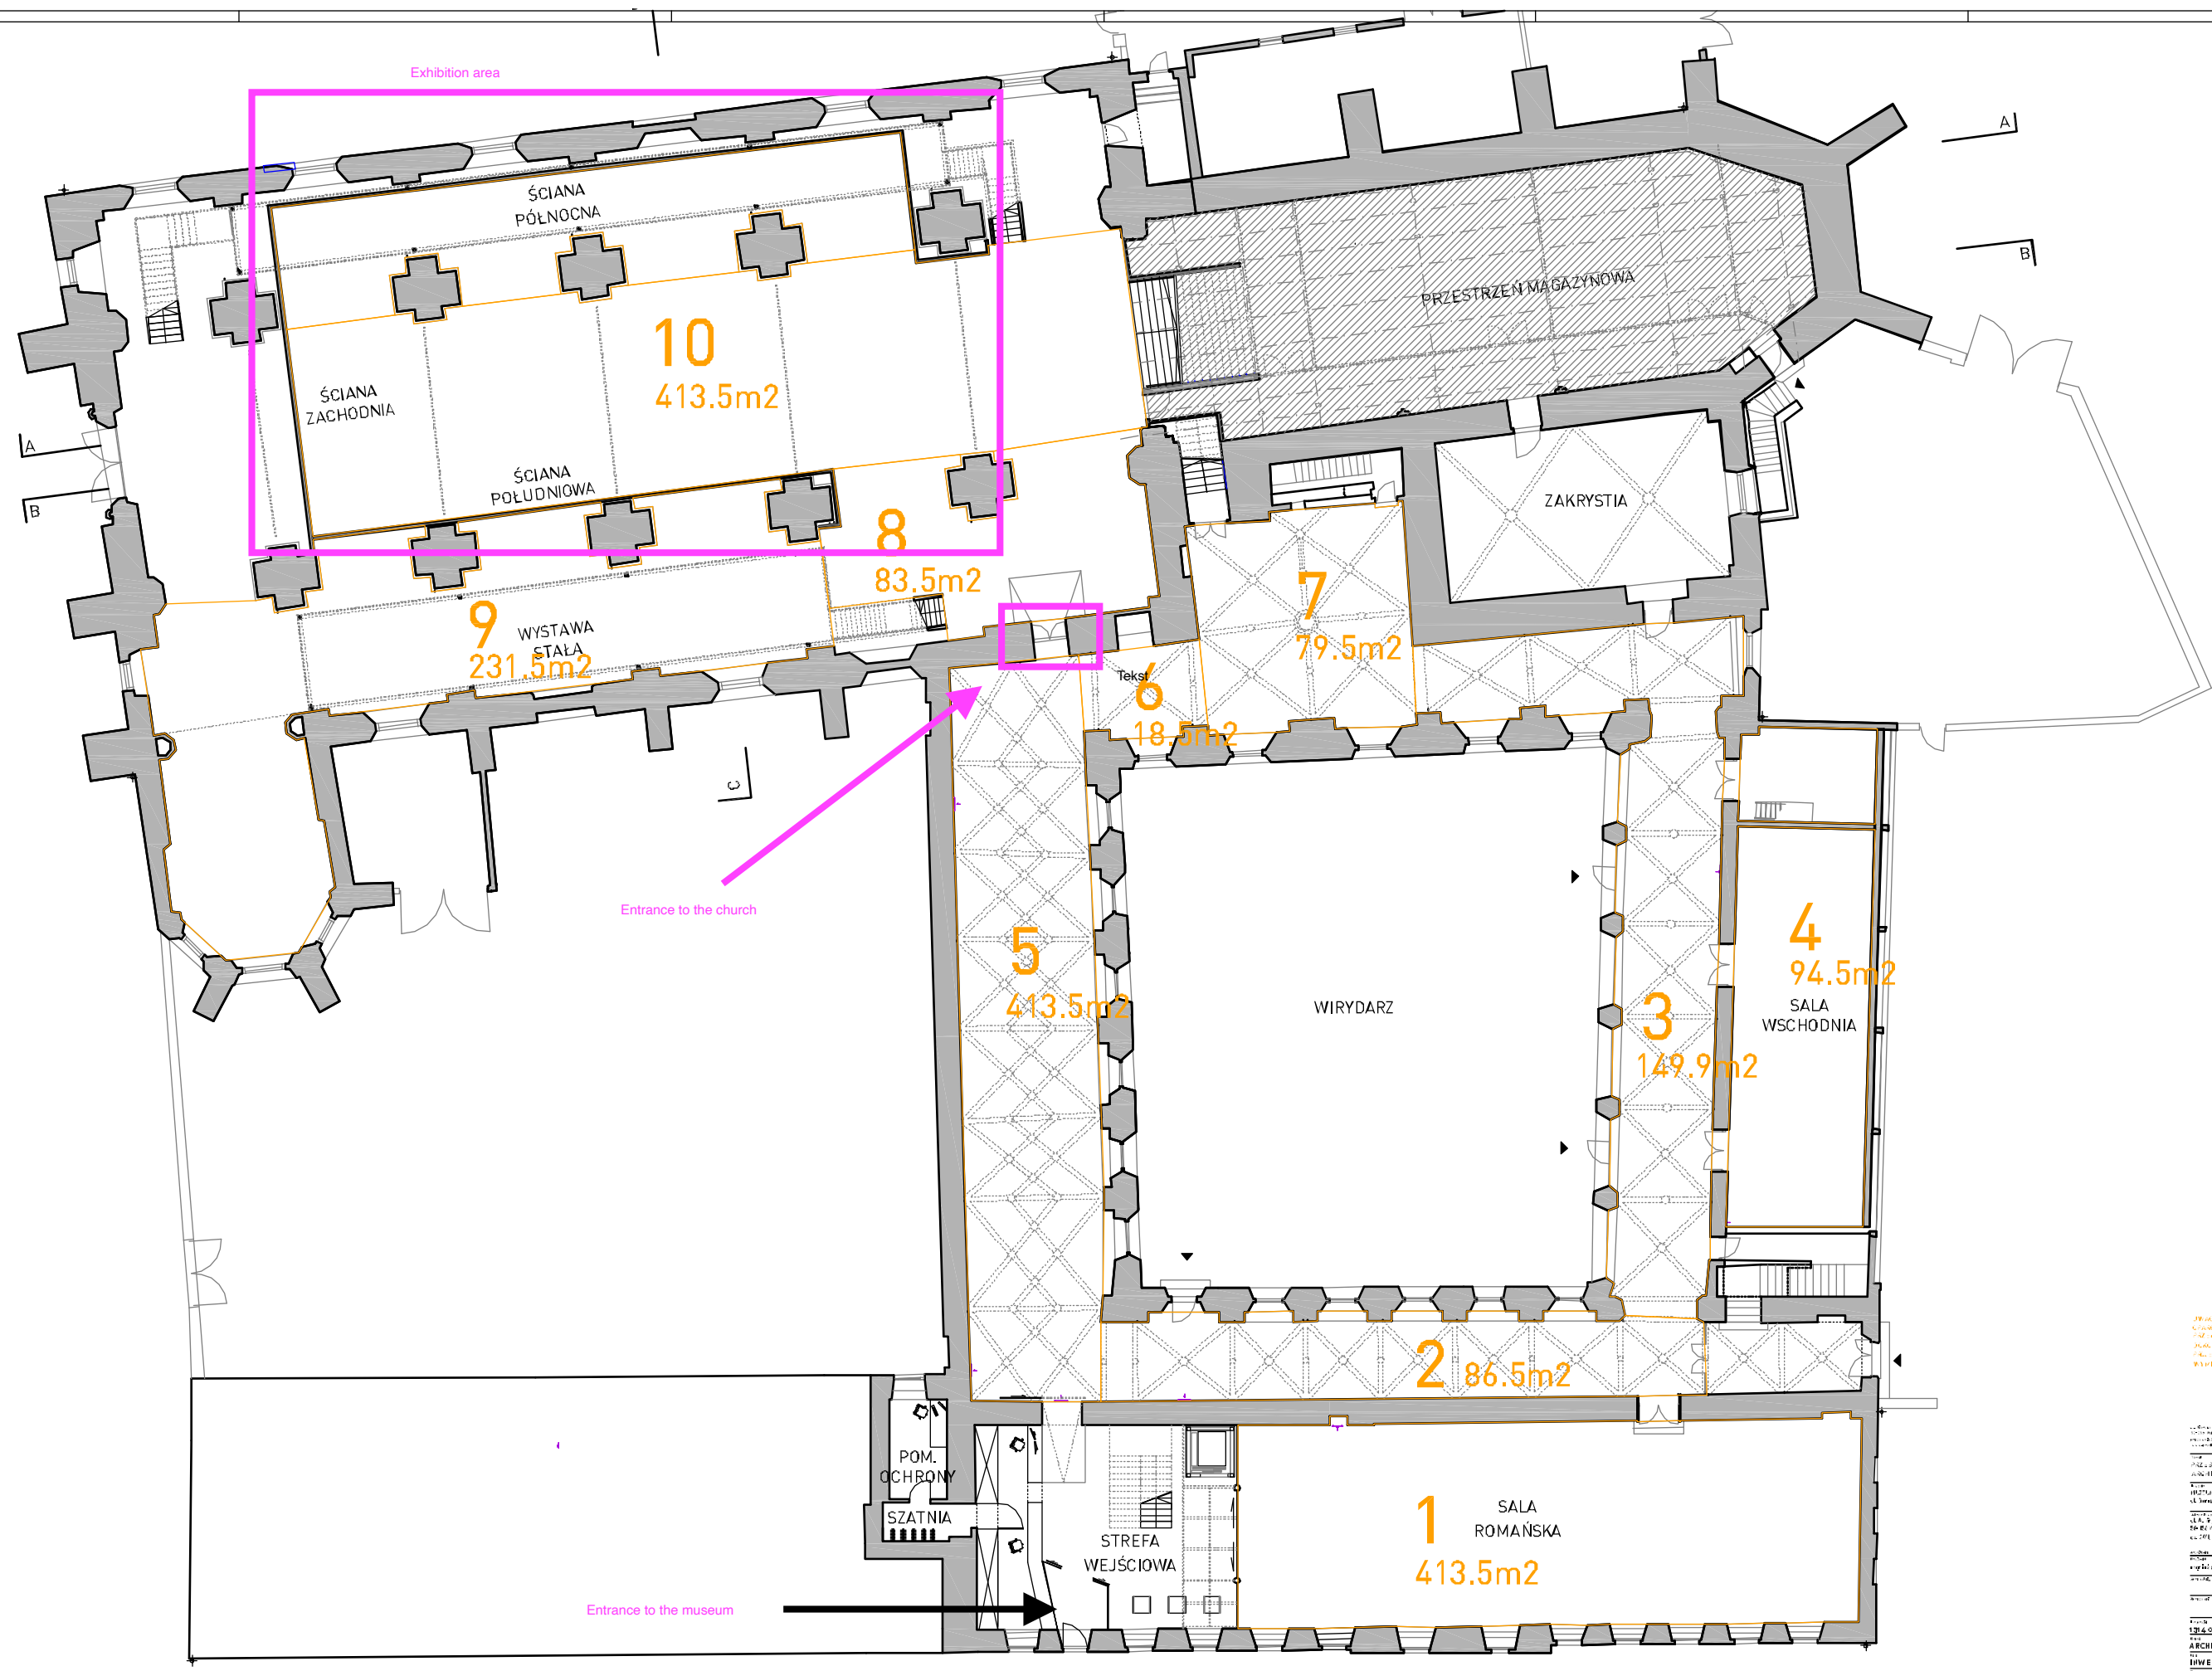 Exhibition area
A
B
ŚCIANA
PÓŁNOCNA
PRZESTRZEŃ MAGAZYNOWA
10
413.5m2
ŚCIANA
ZACHODNIA
A
B
ŚCIANA
POŁUDNIOWA
ZAKRYSTIA
8
83.5m2
7
79.5m2
9
WYSTAWA
STAŁA
231.5m2
Tekst
6
18.5m2
C
Entrance to the church
5
413.5m2
WIRYDARZ
3
149.9m2
4
94.5m2
SALA
WSCHODNIA
2 86.5m2
POM.
OCHRONY
SZATNIA
STREFA
WEJŚCIOWA
1
413.5m2
SALA
ROMAŃSKA
Entrance to the museum